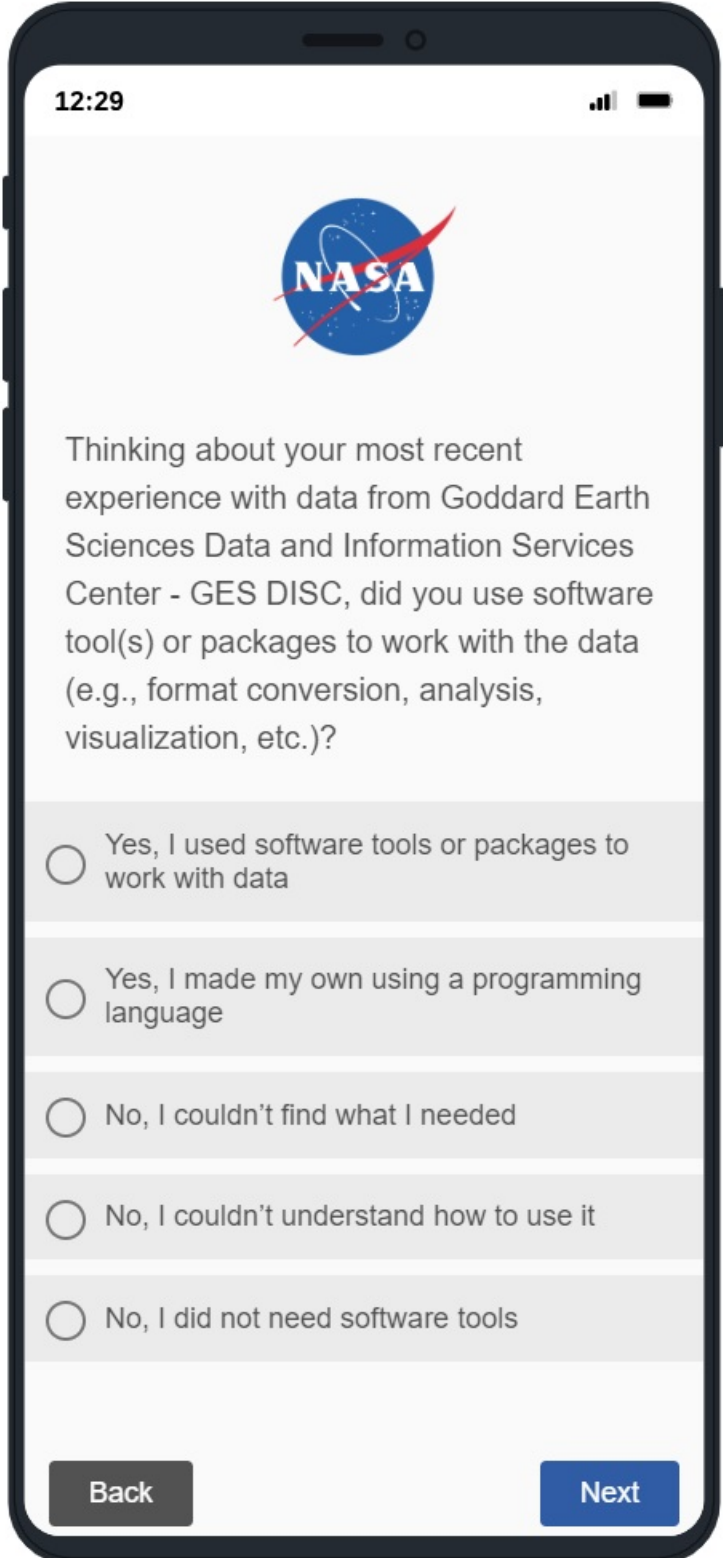 12:29
NASA
Thinking about your most recent
experience with data from Goddard Earth
Sciences Data and Information Services
Center - GES DISC, did you use software
tool(s) or packages to work with the data
(e.g., format conversion, analysis,
visualization, etc.)?
Yes, I used software tools or packages to
work with data
Yes, I made my own using a programming
language
No, I couldn’t find what I needed
No, I couldn’t understand how to use it
No, I did not need software tools
Back
Next